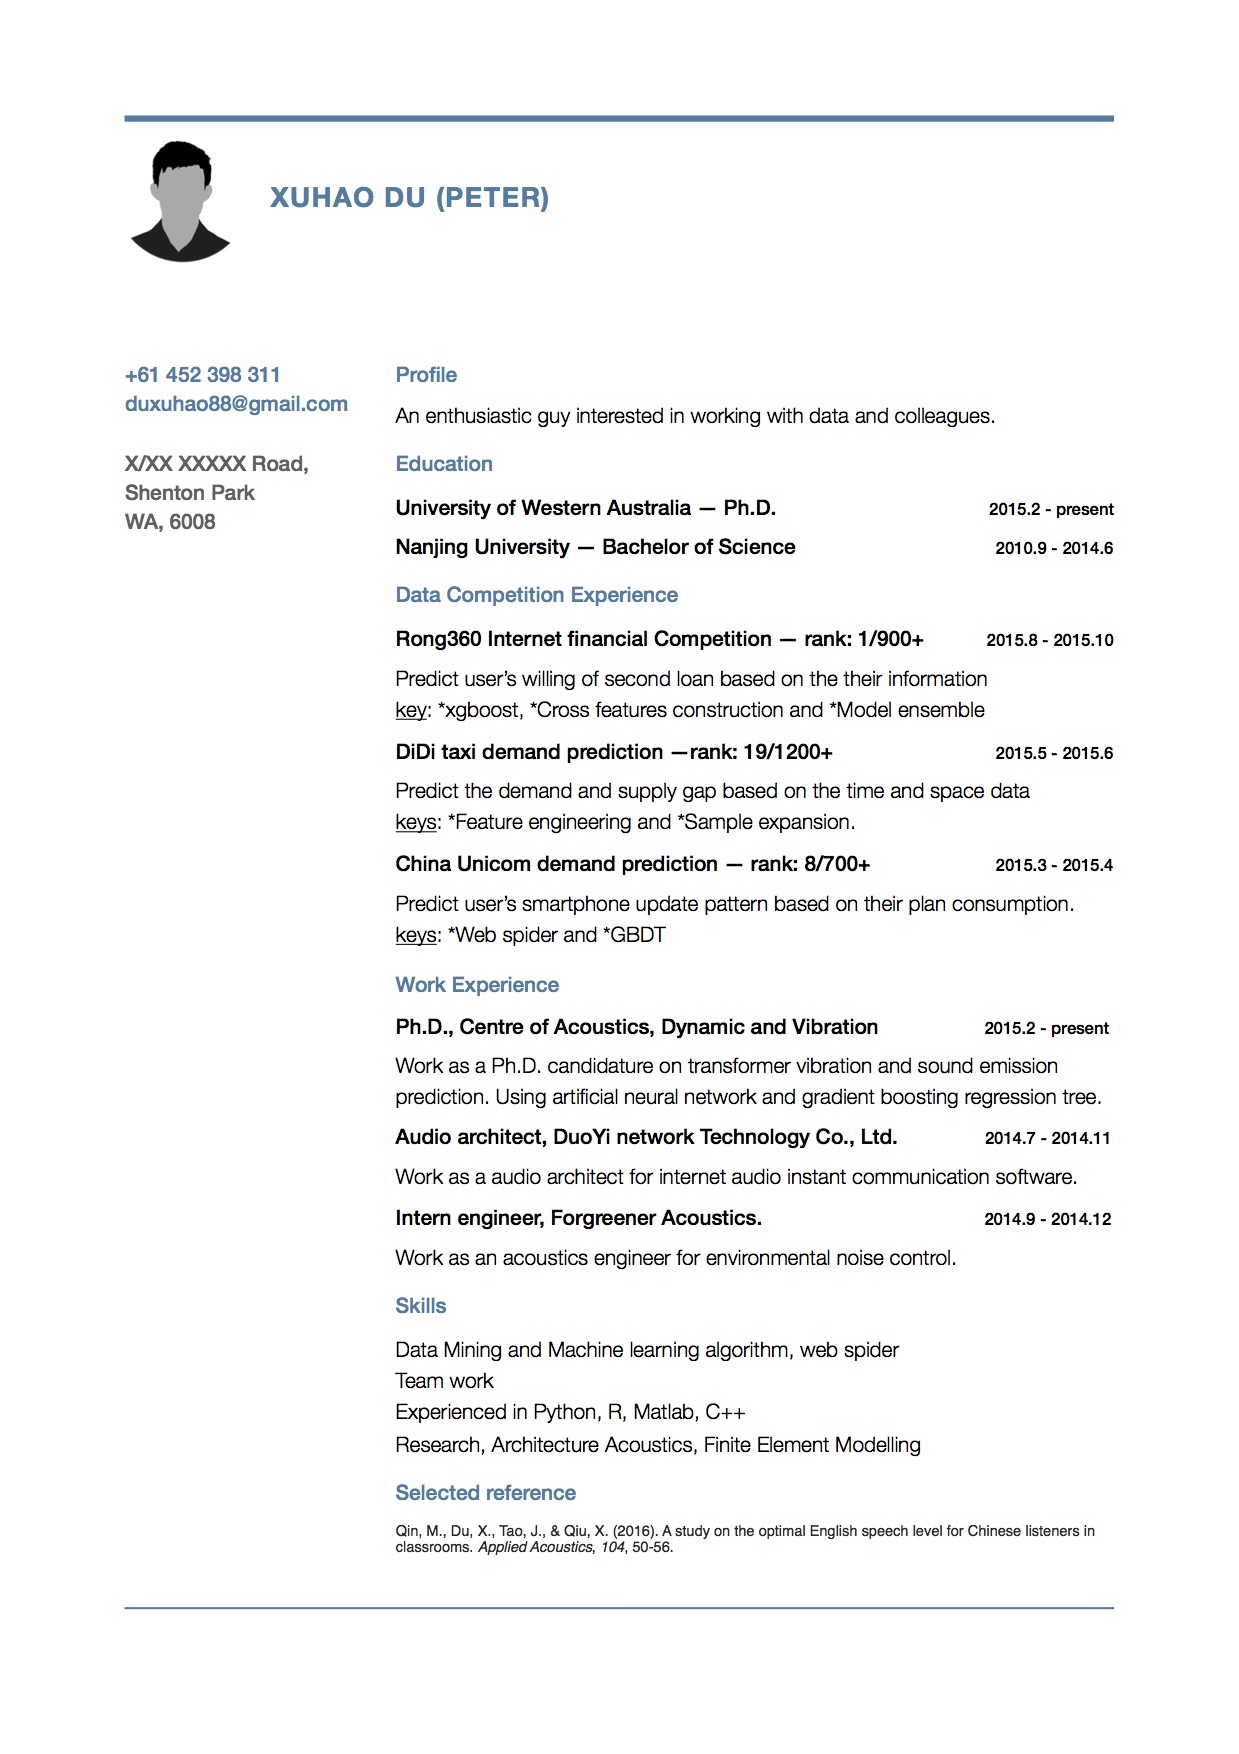 XUHAO DU (PETER)
+61 452 398 311
duxuhao88@gmail.com
X/XX XXXXX Road,
Shenton Park
WA, 6008
Profile
An enthusiastic guy interested in working with data and colleagues.
Education
University of Western Australia — Ph.D. 2015.2 - present
Nanjing University — Bachelor of Science 2010.9 - 2014.6
Data Competition Experience
Rong360 Internet financial Competition — rank: 1/900+ 2015.8 - 2015.10
Predict user’s willing of second loan based on the their information
key: *xgboost, *Cross features construction and *Model ensemble
DiDi taxi demand prediction —rank: 19/1200+ 2015.5 - 2015.6
Predict the demand and supply gap based on the time and space data
keys: *Feature engineering and *Sample expansion.
China Unicom demand prediction — rank: 8/700+ 2015.3 - 2015.4
Predict user’s smartphone update pattern based on their plan consumption.
keys: *Web spider and *GBDT
Work Experience
Ph.D., Centre of Acoustics, Dynamic and Vibration 2015.2 - present
Work as a Ph.D. candidature on transformer vibration and sound emission
prediction. Using artificial neural network and gradient boosting regression tree.
Audio architect, DuoYi network Technology Co., Ltd. 2014.7 - 2014.11
Work as a audio architect for internet audio instant communication software.
Intern engineer, Forgreener Acoustics. 2014.9 - 2014.12
Work as an acoustics engineer for environmental noise control.
Skills
Data Mining and Machine learning algorithm, web spider
Team work
Experienced in Python, R, Matlab, C++
Research, Architecture Acoustics, Finite Element Modelling
Selected reference
Qin, M., Du, X., Tao, J., & Qiu, X. (2016). A study on the optimal English speech level for Chinese listeners in
classrooms. Applied Acoustics, 104, 50-56.